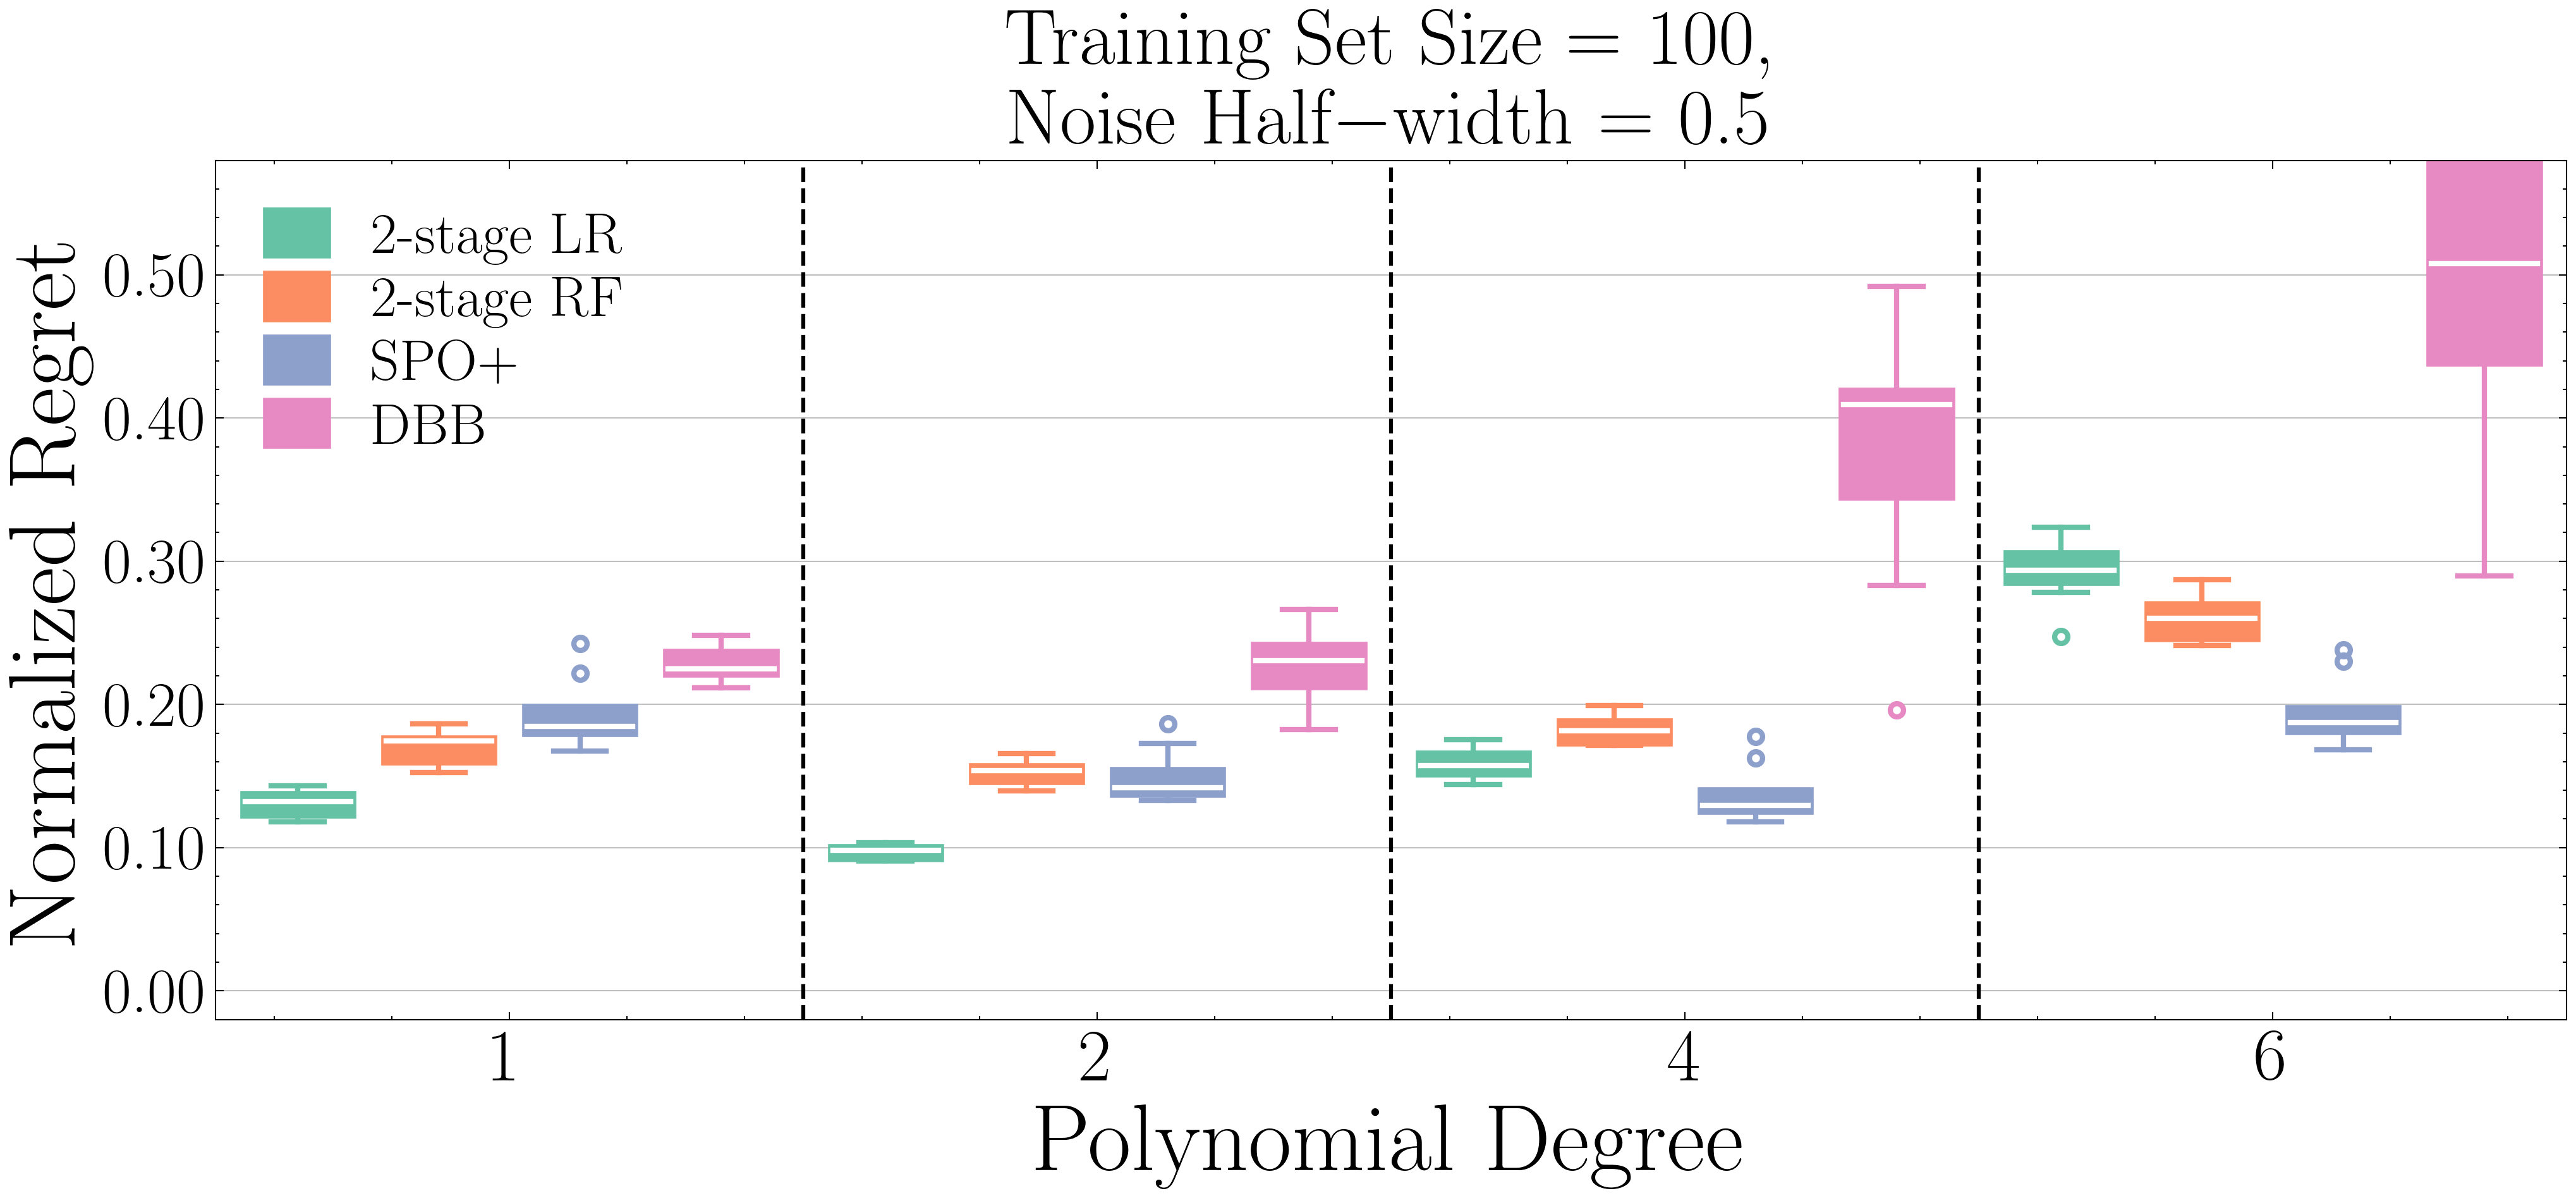 Training Set Size = 100,
Noise Half−width = 0.5
Normalized Regret
0.50
0.40
0.30
0.20
0.10
0.00
2-stage LR
2-stage RF
SPO+
DBB
1 2 4 6
Polynomial Degree